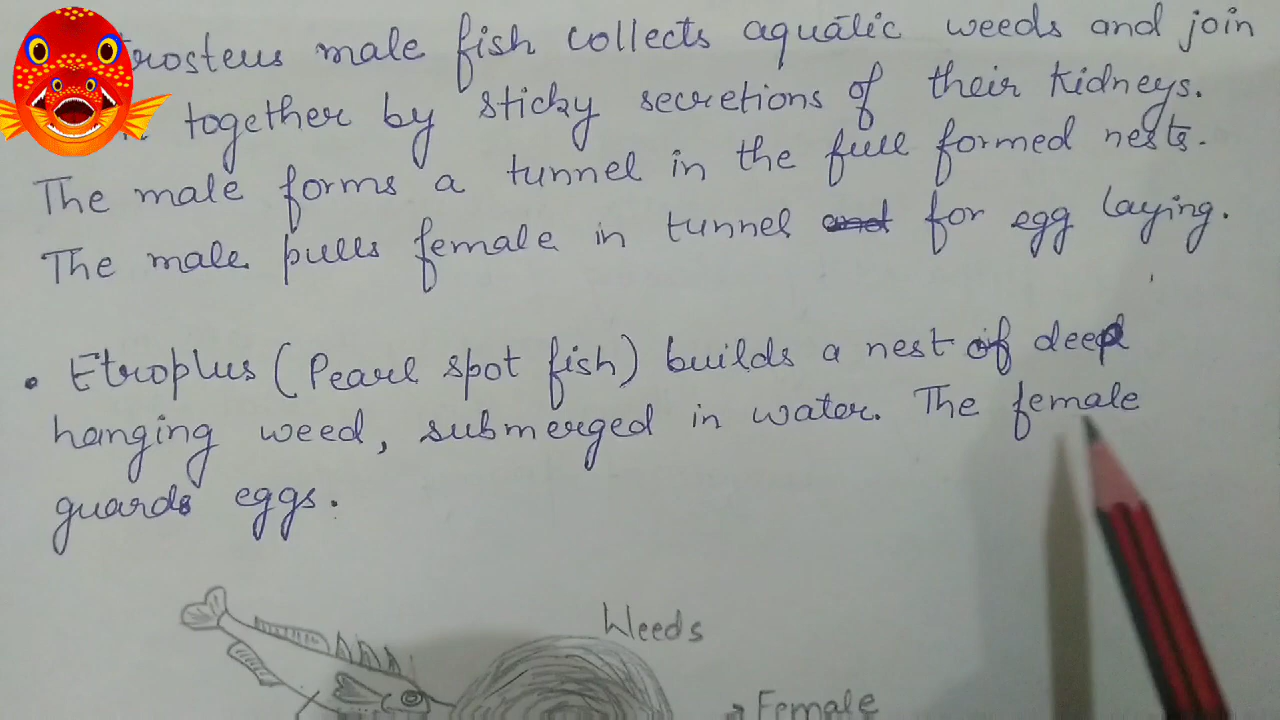 male fish collects aquatic weeds and join
together by sticky secretions of their kidneys.
The male forms a tunnel in the full formed nests.
The male pulls female in tunnel for egg laying.
• Etroplus (Pearl spot fish) builds a nest of deep
hanging weed, submerged in water. The female
guards eggs.
Weeds
Female